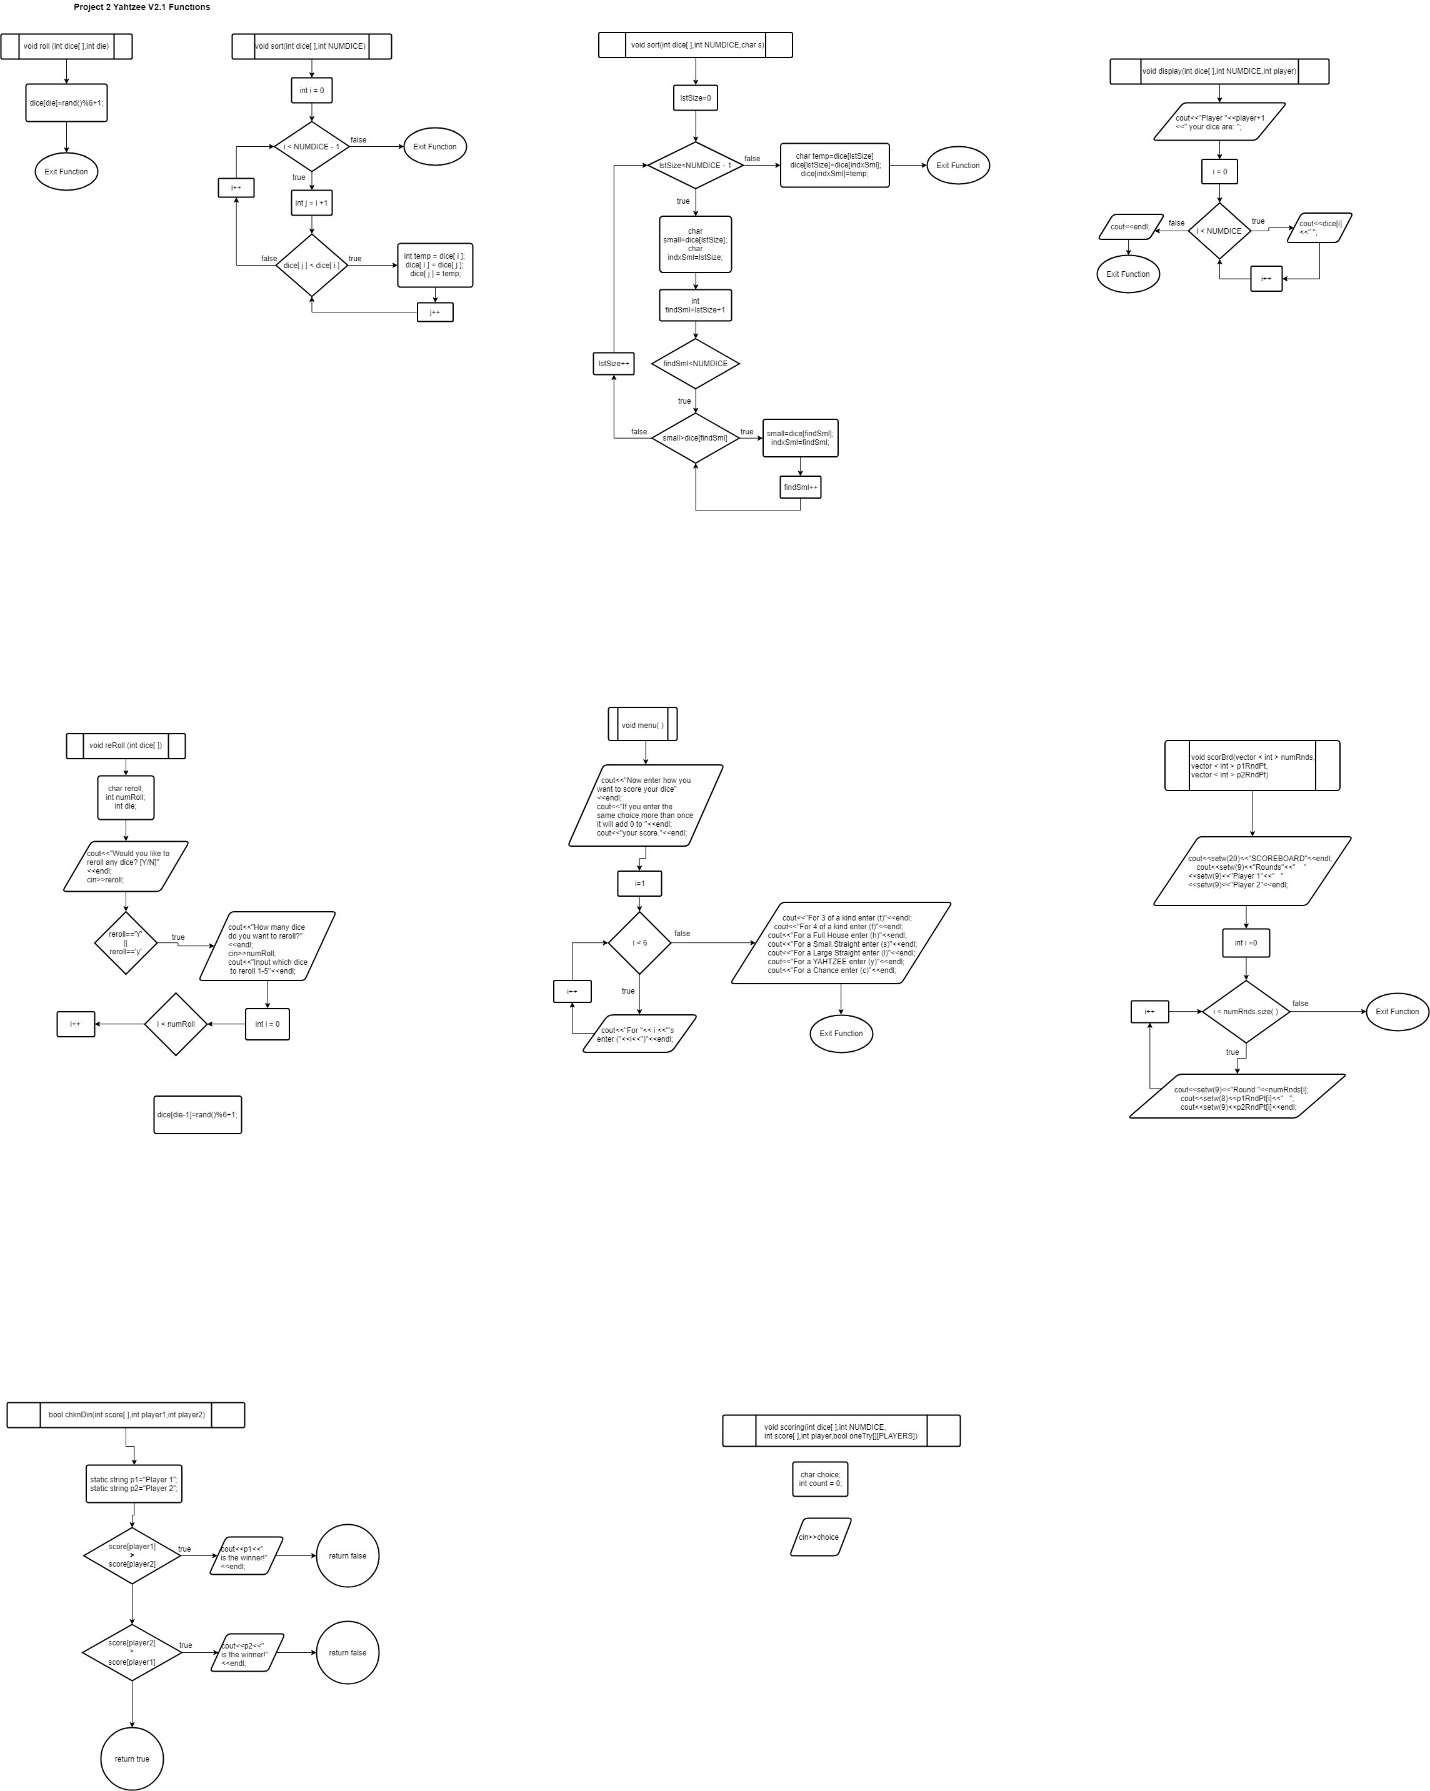 Project 2 Yahtzee V2.1 Functions
void roll (int dice[ ],int die)
dice[die]=rand()%6+1;
Exit Function
void sort(int dice[ ],int NUMDICE)
int i = 0
i < NUMDICE - 1
false
Exit Function
i++
true
int j = i +1
false
dice[ j ] < dice[ i ]
true
int temp = dice[ i ];
dice[ i ] = dice[ j ];
dice[ j ] = temp;
j++
void sort(int dice[ ],int NUMDICE,char s)
lstSize=0
lstSize<NUMDICE - 1
false
char temp=dice[lstSize]
dice[lstSize]=dice[indxSml];
dice[indxSml]=temp;
Exit Function
true
char
small=dice[lstSize];
char
indxSml=lstSize;
int
findSml=lstSize+1
lstSize++
findSml<NUMDICE
true
false
small>dice[findSml]
true
small=dice[findSml];
indxSml=findSml;
findSml++
void display(int dice[ ],int NUMDICE,int player)
cout<<"Player "<<player+1
<<" your dice are: ";
i = 0
cout<<endl;
false
i < NUMDICE
true
cout<<dice[i]
<<" ";
Exit Function
i++
void reRoll (int dice[ ])
char reroll;
int numRoll;
int die;
cout<<"Would you like to
reroll any dice? [Y/N]"
<<endl;
cin>>reroll;
reroll=='Y'
||
reroll=='y'
true
cout<<"How many dice
do you want to reroll?"
<<endl;
cin>>numRoll;
cout<<"Input which dice
to reroll 1-5"<<endl;
i++
i < numRoll
int i = 0
dice[die-1]=rand()%6+1;
void menu( )
cout<<"Now enter how you
want to score your dice"
<<endl;
cout<<"If you enter the
same choice more than once
it will add 0 to "<<endl;
cout<<"your score."<<endl;
i=1
i < 6
false
cout<<"For 3 of a kind enter (t)"<<endl;
cout<<"For 4 of a kind enter (f)"<<endl;
cout<<"For a Full House enter (h)"<<endl;
cout<<"For a Small Straight enter (s)"<<endl;
cout<<"For a Large Straight enter (l)"<<endl;
cout<<"For a YAHTZEE enter (y)"<<endl;
cout<<"For a Chance enter (c)"<<endl;
i++
true
cout<<"For "<< i <<"'s
enter ("<<i<<")"<<endl;
Exit Function
void scorBrd(vector < int > numRnds,
vector < int > p1RndPt,
vector < int > p2RndPt)
cout<<setw(20)<<"SCOREBOARD"<<endl;
cout<<setw(9)<<"Rounds"<<"    "
<<setw(9)<<"Player 1"<<"   "
<<setw(9)<<"Player 2"<<endl;
int i =0
i++
i < numRnds.size( )
false
Exit Function
true
cout<<setw(9)<<"Round "<<numRnds[i];
cout<<setw(8)<<p1RndPt[i]<<"   ";
cout<<setw(9)<<p2RndPt[i]<<endl;
bool chknDin(int score[ ],int player1,int player2)
static string p1="Player 1";
static string p2="Player 2";
score[player1]
>
score[player2]
true
cout<<p1<<"
is the winner!"
<<endl;
return false
score[player2]
>
score[player1]
true
cout<<p2<<"
is the winner!"
<<endl;
return false
return true
void scoring(int dice[ ],int NUMDICE,
int score[ ],int player,bool oneTry[][PLAYERS])
char choice;
int count = 0;
cin>>choice